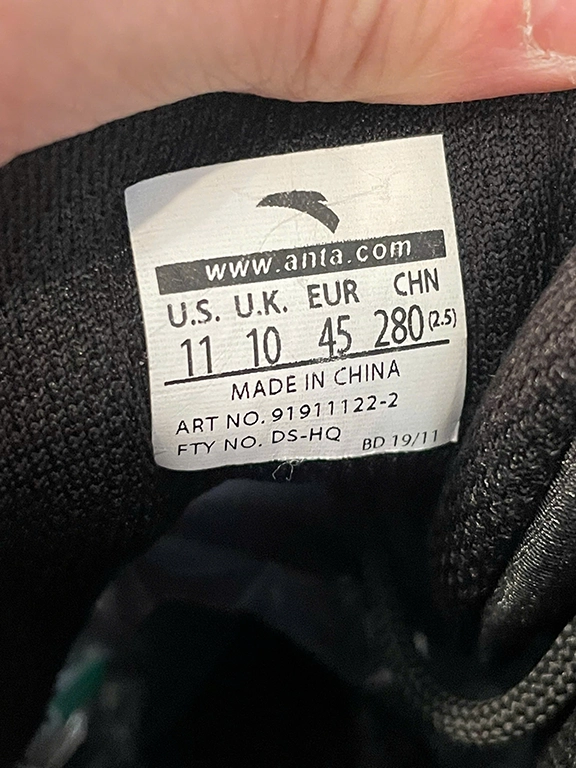 www.anta.com
U.S. U.K. EUR CHN
11 10 45 280(2.5)
MADE IN CHINA
ART NO. 91911122-2
FTY NO. DS-HQ BD 19/11